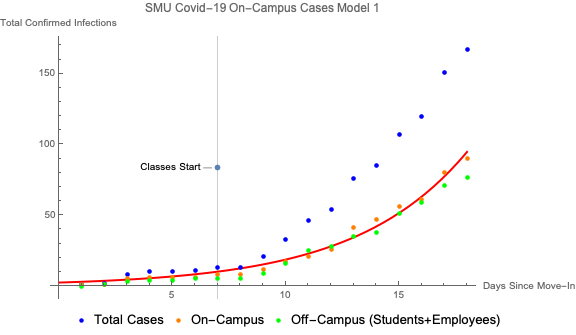 SMU Covid-19 On-Campus Cases Model 1
Total Confirmed Infections
150
100
Classes Start
50
5 10 15 Days Since Move-In
Total Cases On-Campus Off-Campus (Students+Employees)